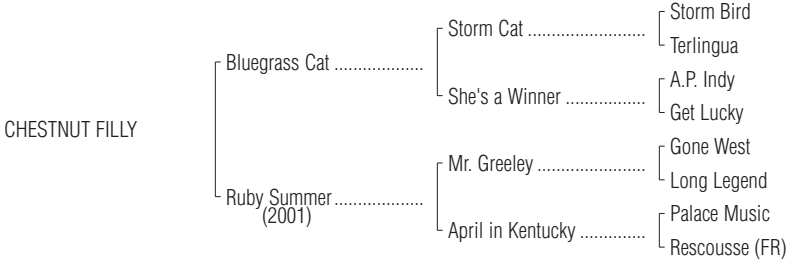 Storm Bird
Storm Cat ........................
Terlingua
Bluegrass Cat ..................
A.P. Indy
She's a Winner ................
Get Lucky
CHESTNUT FILLY
Gone West
Mr. Greeley ......................
Long Legend
Ruby Summer ..................
(2001)
Palace Music
April in Kentucky .............
Rescousse (FR)